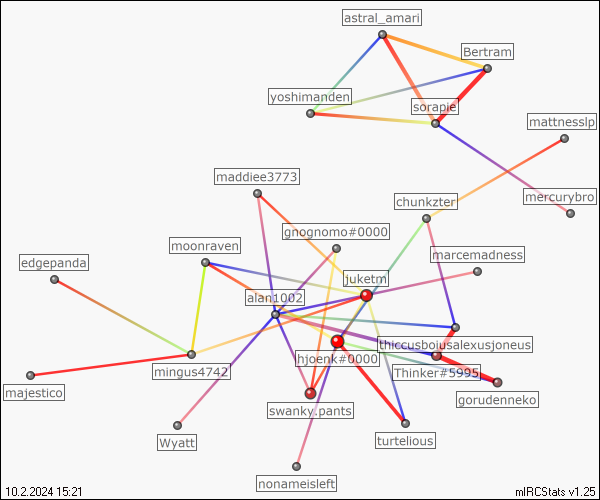 astral_amari
Bertram
yoshimanden
sorapie
mattnesslp
maddiee3773
mercurybro
chunkzter
gnognomo#0000
moonraven
marcemadness
edgepanda
juketm
alan1002
thiccusbousalexusjoneus
hjoenk#0000
mingus4742
Thinker#5995
majestico
gorudenneko
swanky.pants
Wyatt
turtelious
nonameisleft
10.2.2024 15:21
mIRCStats v1.25